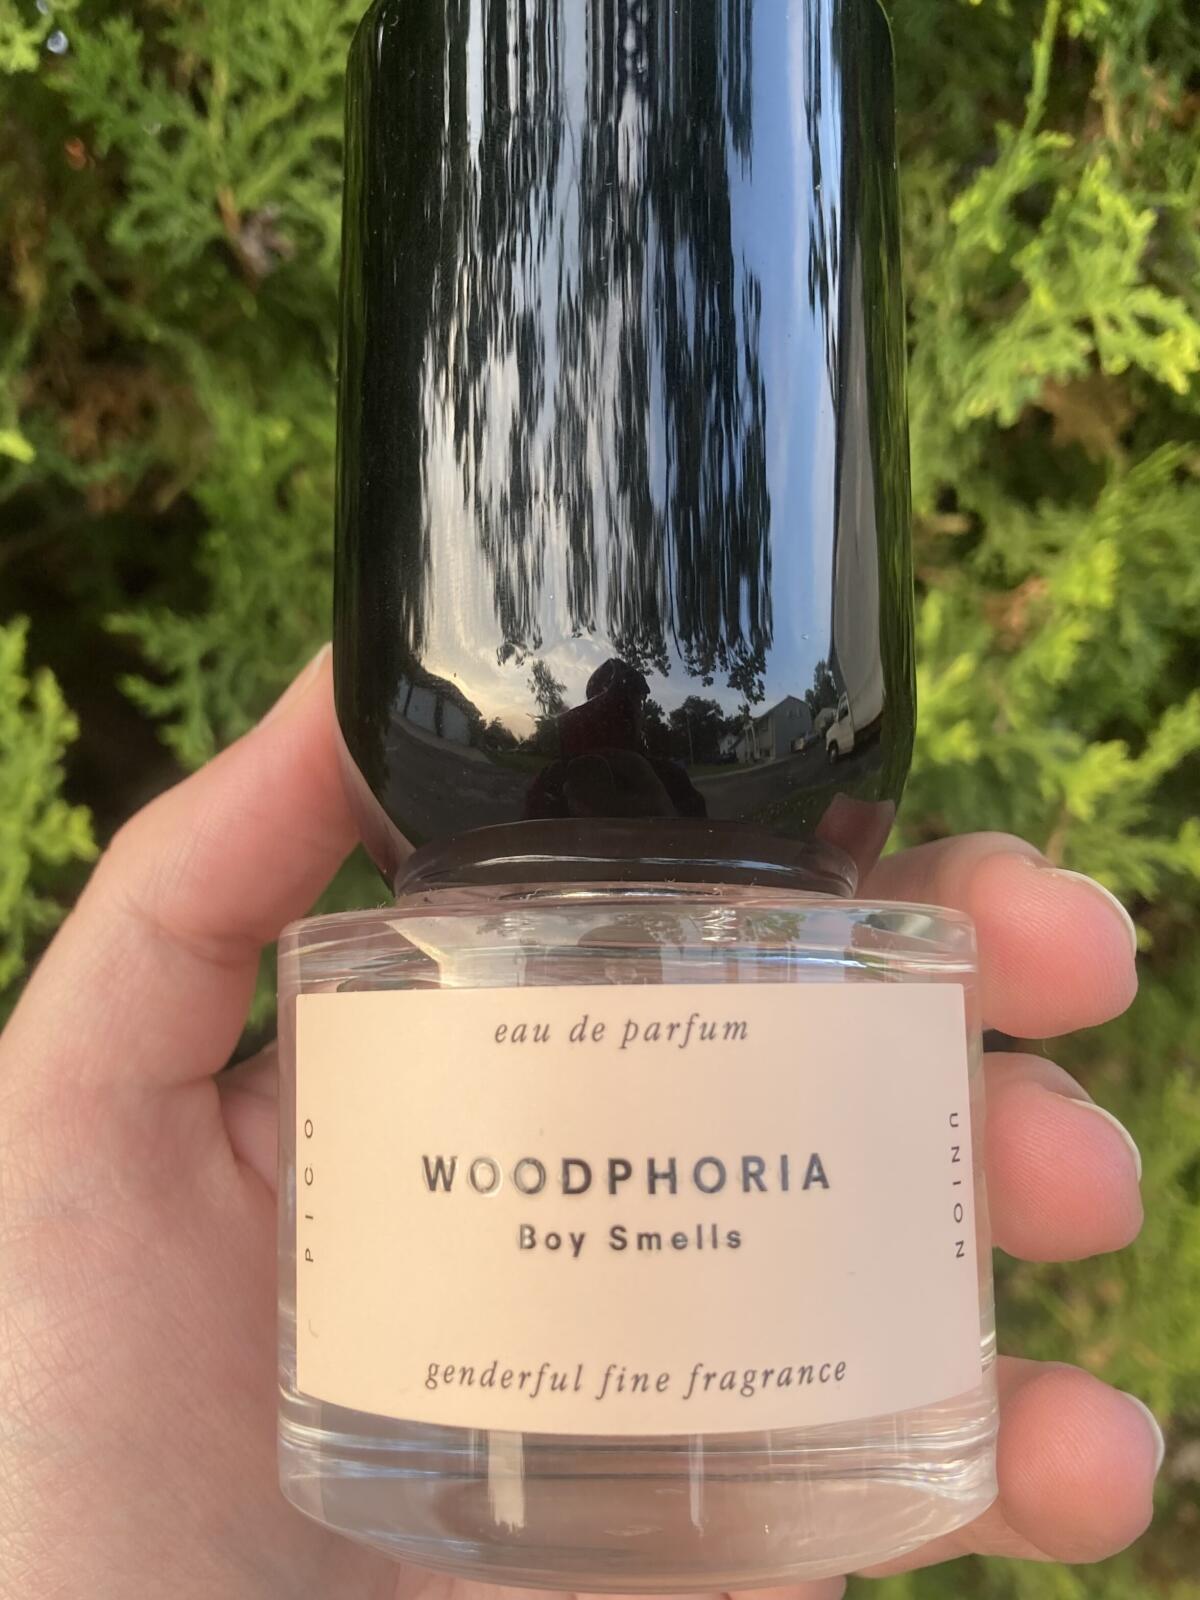 eau de parfum
PICO
WOODPHORIA
UNION
Boy Smells
genderful fine fragrance